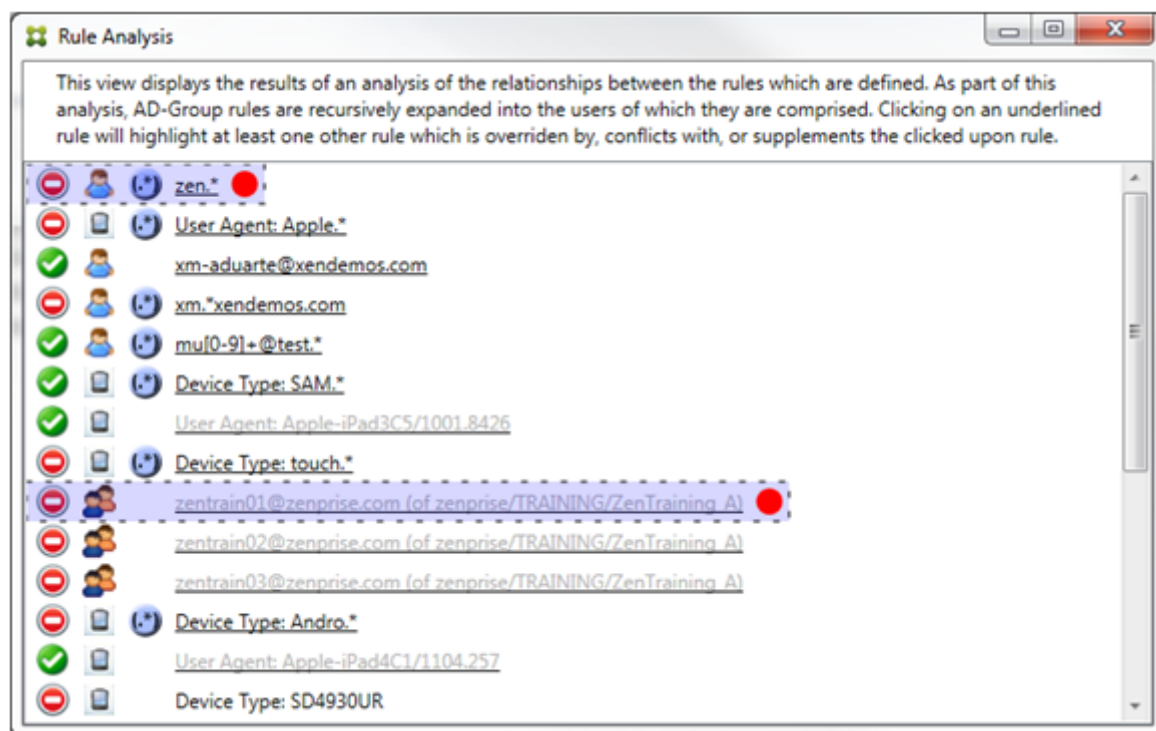 Rule Analysis
This view displays the results of an analysis of the relationships between the rules which are defined. As part of this
analysis, AD-Group rules are recursively expanded into the users of which they are comprised. Clicking on an underlined
rule will highlight at least one other rule which is overriden by, conflicts with, or supplements the clicked upon rule.
(.*) zen.*
(.*) User Agent: Apple.*
xm-aduarte@xendemos.com
(.*) xm.*xendemos.com
(.*) mu[0-9]+@test.*
(.*) Device Type: SAM.*
User Agent: Apple-iPad3C5/1001.8426
(.*) Device Type: touch.*
zentrain01@zenprise.com (of zenprise/TRAINING/ZenTraining_A)
zentrain02@zenprise.com (of zenprise/TRAINING/ZenTraining_A)
zentrain03@zenprise.com (of zenprise/TRAINING/ZenTraining_A)
(.*) Device Type: Andro.*
User Agent: Apple-iPad4C1/1104.257
Device Type: SD4930UR